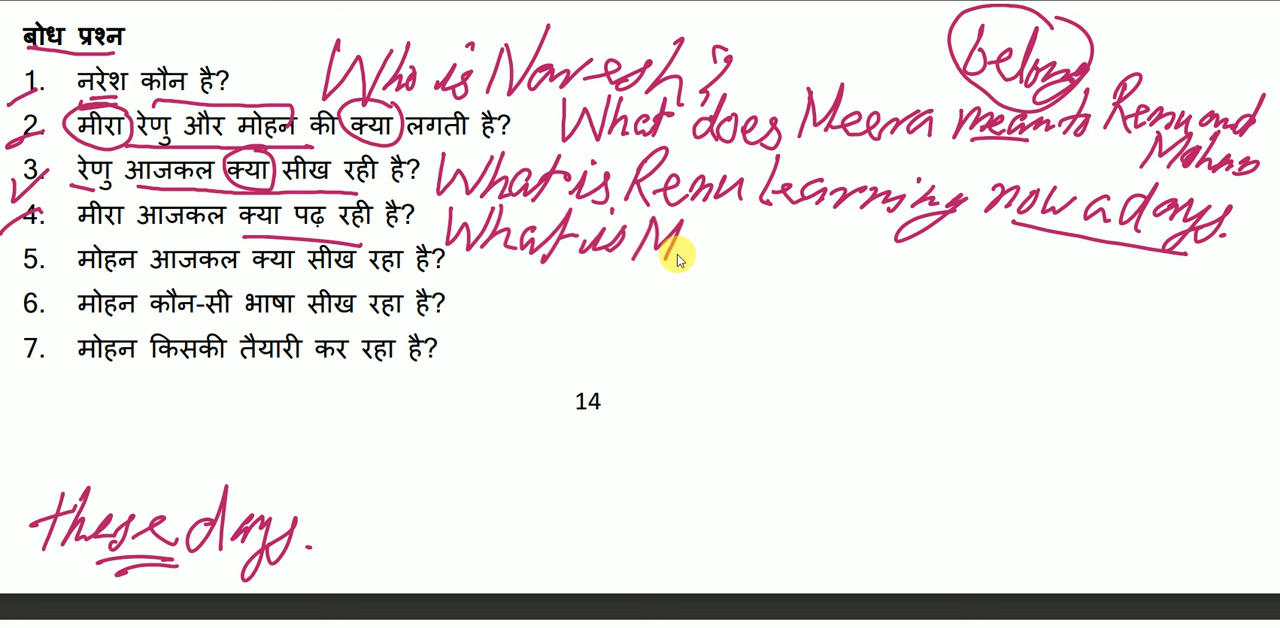 बोध प्रश्न
belong
1. नरेश कौन है? Who is Naresh?
2. मीरा रेणु और मोहन की क्या लगती है? What does Meera mean to Renu and
Mohan
3. रेणु आजकल क्या सीख रही है? What is Renu learning now a days.
4. मीरा आजकल क्या पढ़ रही है? What is M
5. मोहन आजकल क्या सीख रहा है?
6. मोहन कौन-सी भाषा सीख रहा है?
7. मोहन किसकी तैयारी कर रहा है?
14
these days.